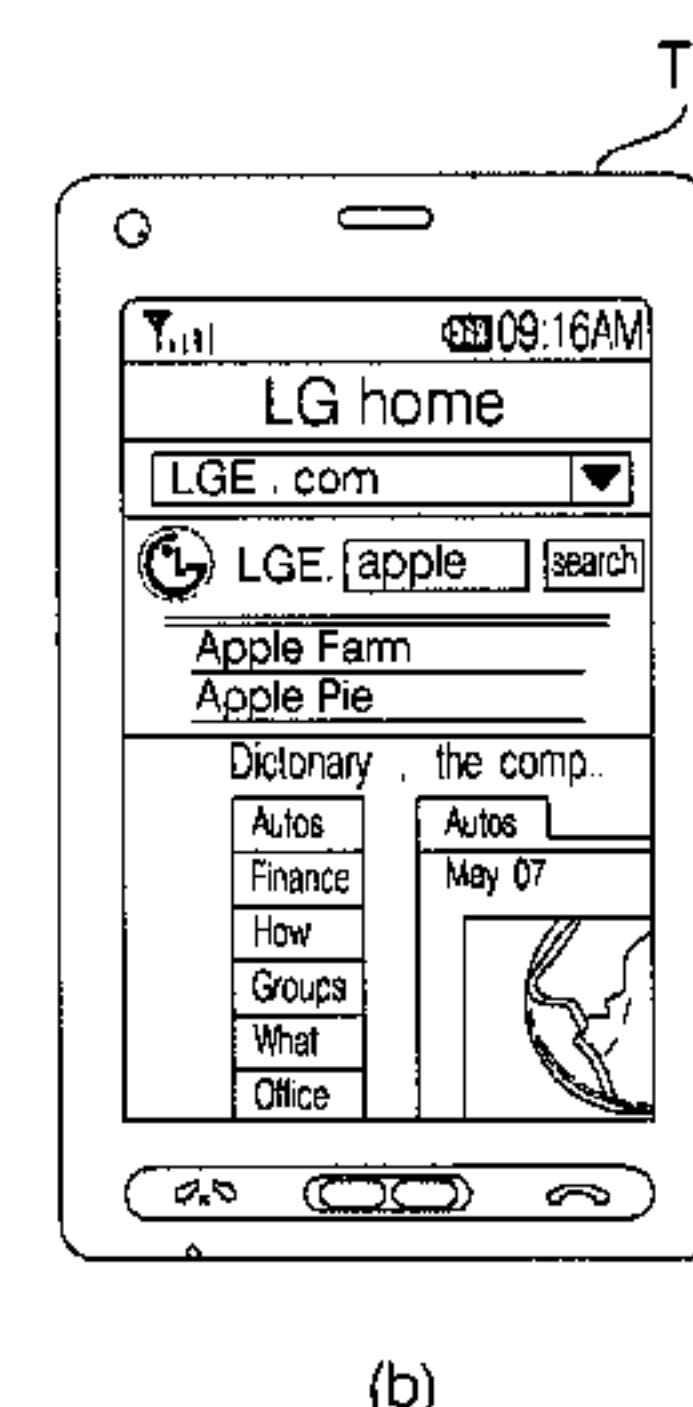 T
09:16AM
LG home
LGE . com
LGE. apple search
Apple Farm
Apple Pie
Dictonary , the comp..
Autos Autos
Finance May 07
How
Groups
What
Office
(b)